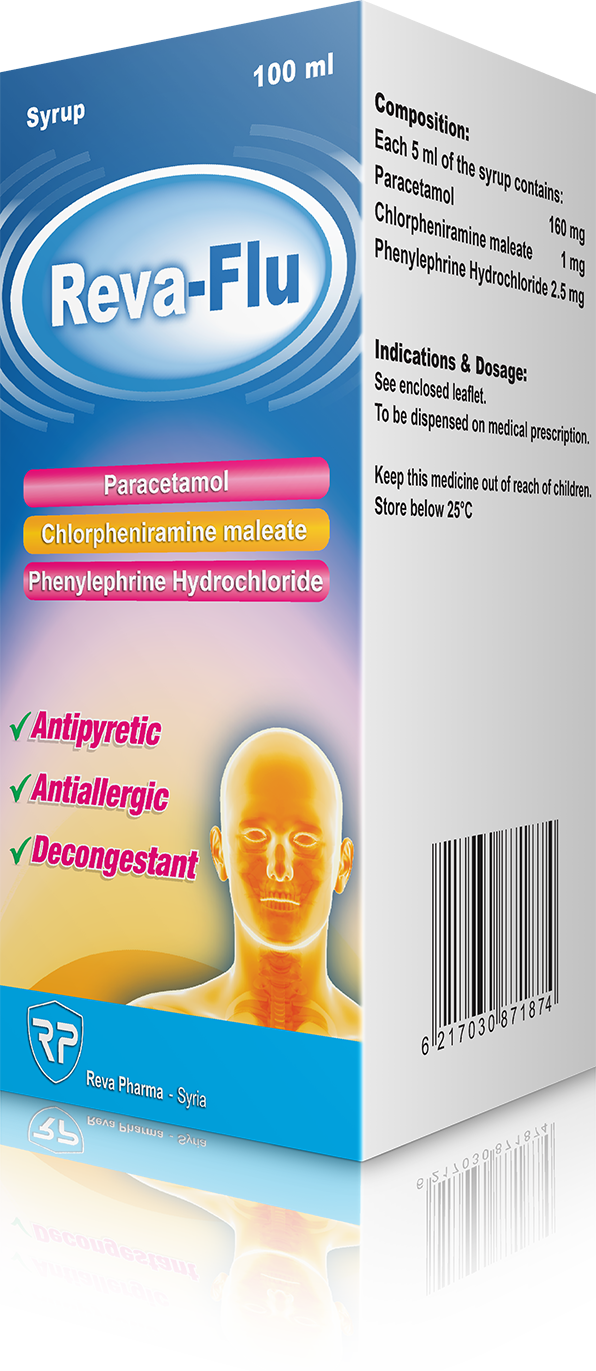 Syrup
100 ml
Reva-Flu
Paracetamol
Chlorpheniramine maleate
Phenylephrine Hydrochloride
Antipyretic
Antiallergic
Decongestant
RP
Reva Pharma - Syria
Composition:
Each 5 ml of the syrup contains:
Paracetamol 160 mg
Chlorpheniramine maleate 1 mg
Phenylephrine Hydrochloride 2.5 mg
Indications & Dosage:
See enclosed leaflet.
To be dispensed on medical prescription.
Keep this medicine out of reach of children.
Store below 25°C
6 217030 871874